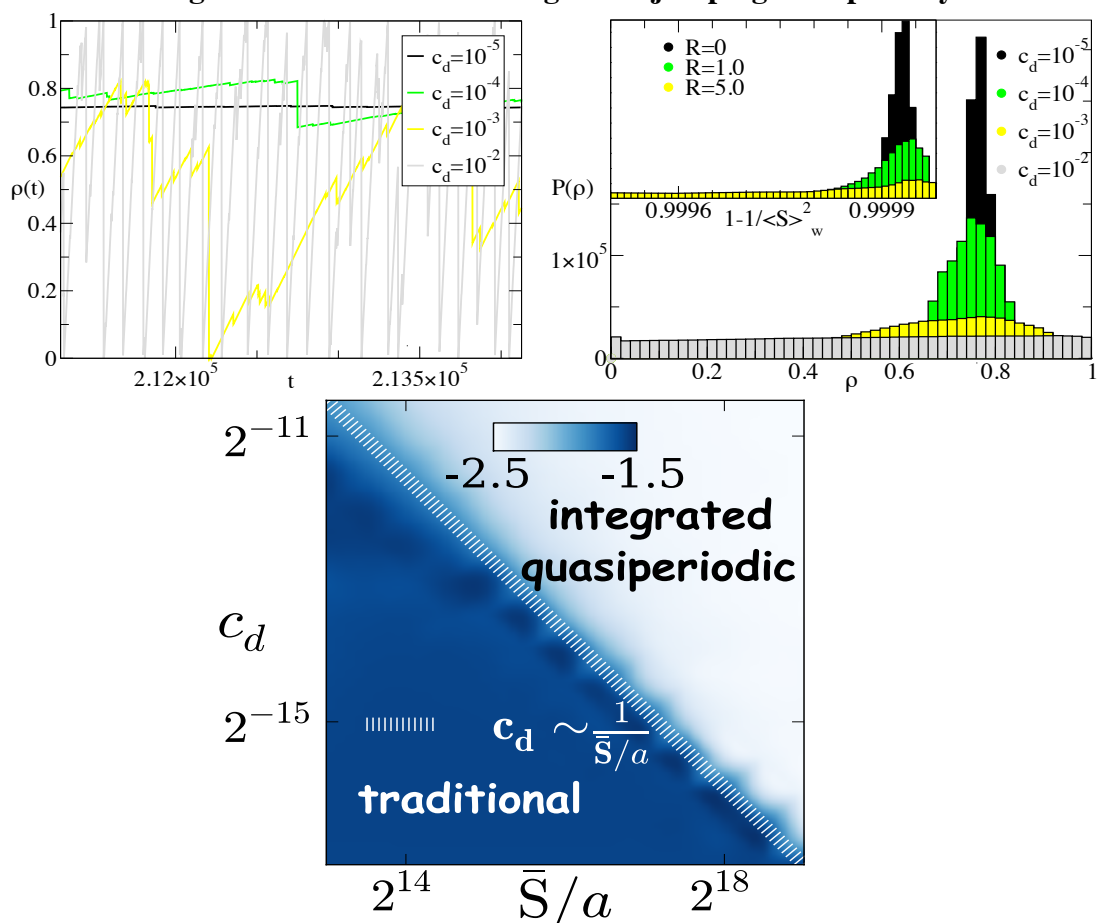 1
0.8
0.6
0.4
0.2
0
ρ(t)
2.12×10⁵
t
2.135×10⁵
c_d=10⁻⁵
c_d=10⁻⁴
c_d=10⁻³
c_d=10⁻²
R=0
R=1.0
R=5.0
0.9996
1-1/<S>²_w
0.9999
c_d=10⁻⁵
c_d=10⁻⁴
c_d=10⁻³
c_d=10⁻²
P(ρ)
1×10⁵
0
0
0.2
0.4
0.6
ρ
0.8
1
2⁻¹¹
c_d
2⁻¹⁵
-2.5
-1.5
integrated
quasiperiodic
c_d ~ 1/(S̄/a)
traditional
2¹⁴
S̄/a
2¹⁸